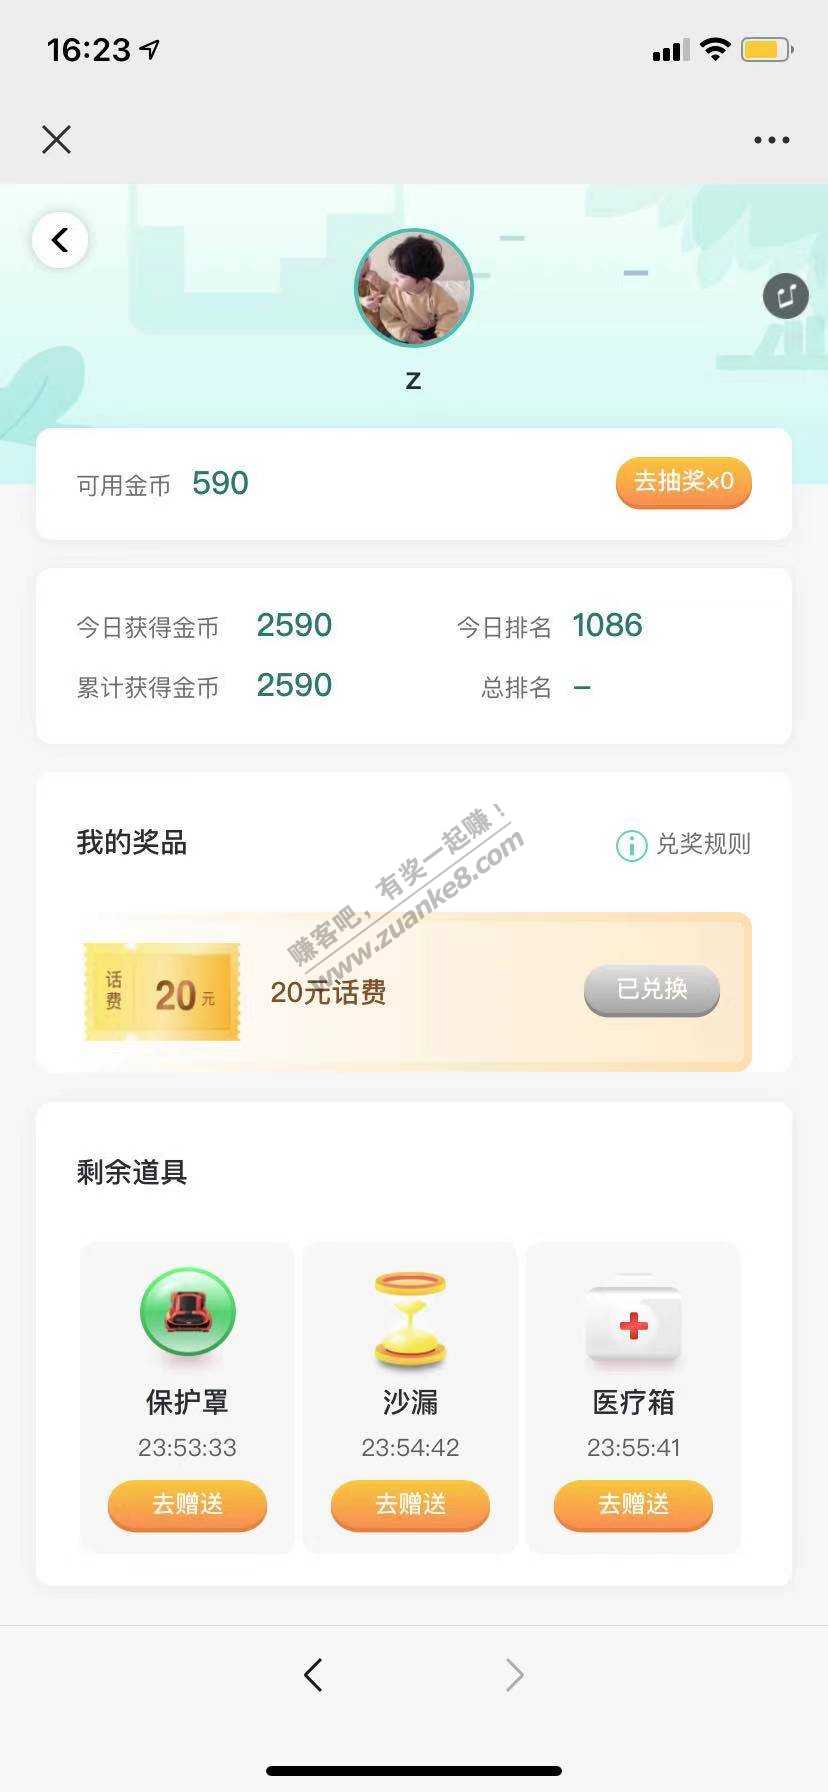 16:23
z
可用金币 590 去抽奖×0
今日获得金币 2590 今日排名 1086
累计获得金币 2590 总排名 –
我的奖品 兑奖规则
赚客吧，有奖一起赚！
www.zuanke8.com
话费 20元 20元话费 已兑换
剩余道具
保护罩 沙漏 医疗箱
23:53:33 23:54:42 23:55:41
去赠送 去赠送 去赠送